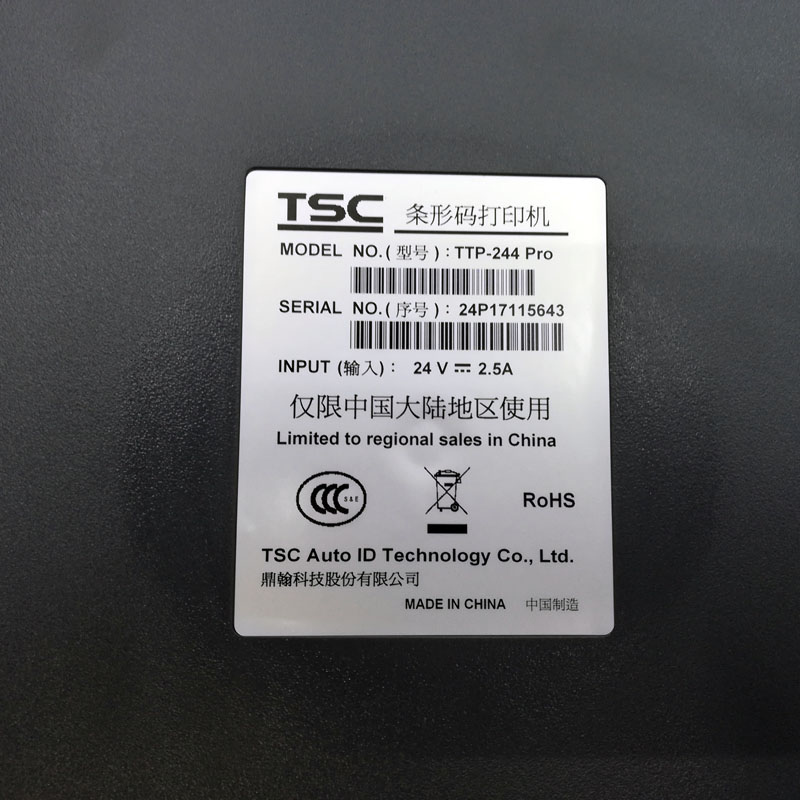 TSC 条形码打印机
MODEL NO.(型号): TTP-244 Pro
SERIAL NO.(序号): 24P17115643
INPUT (输入): 24 V ⎓ 2.5A
仅限中国大陆地区使用
Limited to regional sales in China
CCC S&E
RoHS
TSC Auto ID Technology Co., Ltd.
鼎翰科技股份有限公司
MADE IN CHINA 中国制造